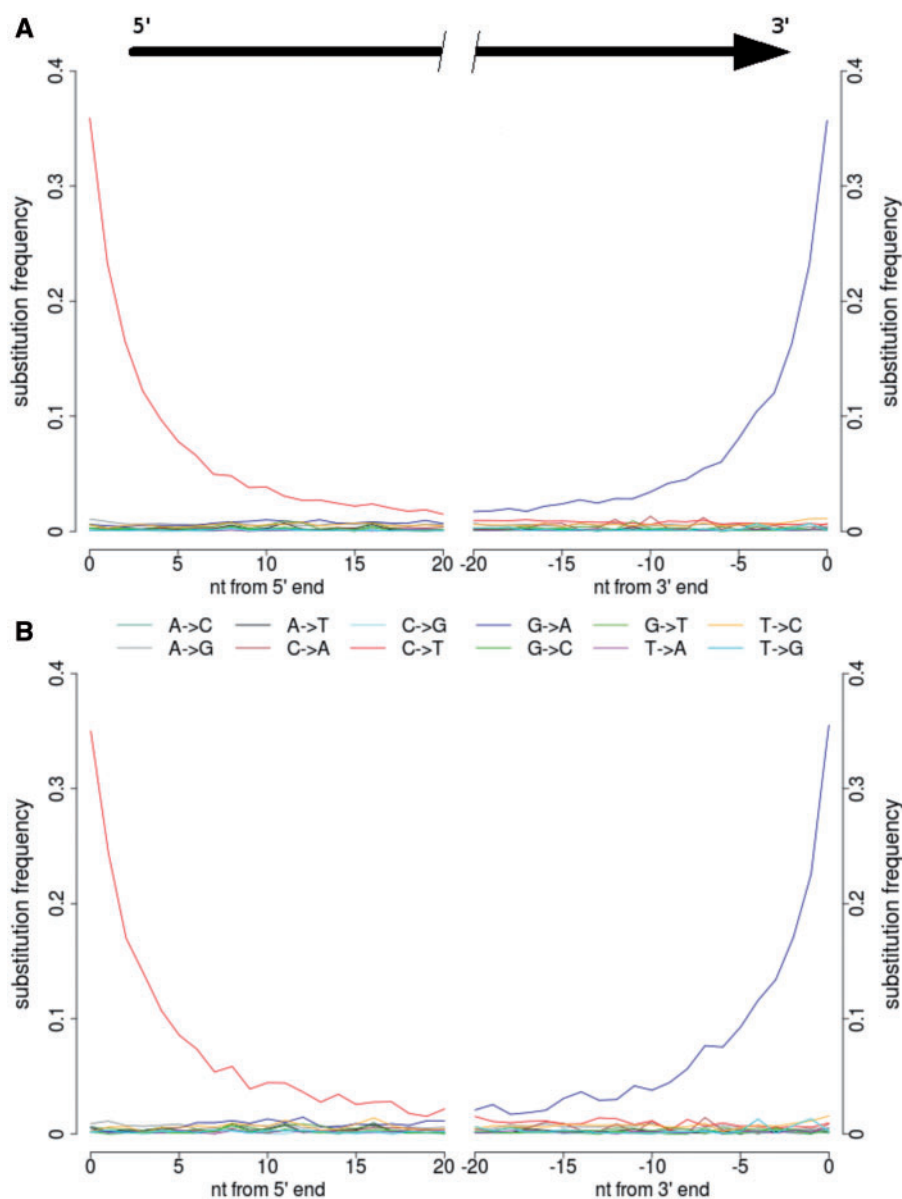 A
5' 3'
0.4 0.4
0.3 0.3
0.2 0.2
0.1 0.1
0 0
substitution frequency substitution frequency
0 5 10 15 20 -20 -15 -10 -5 0
nt from 5' end nt from 3' end
B
A->C A->T C->G G->A G->T T->C
A->G C->A C->T G->C T->A T->G
0.4 0.4
0.3 0.3
0.2 0.2
0.1 0.1
0 0
substitution frequency substitution frequency
0 5 10 15 20 -20 -15 -10 -5 0
nt from 5' end nt from 3' end